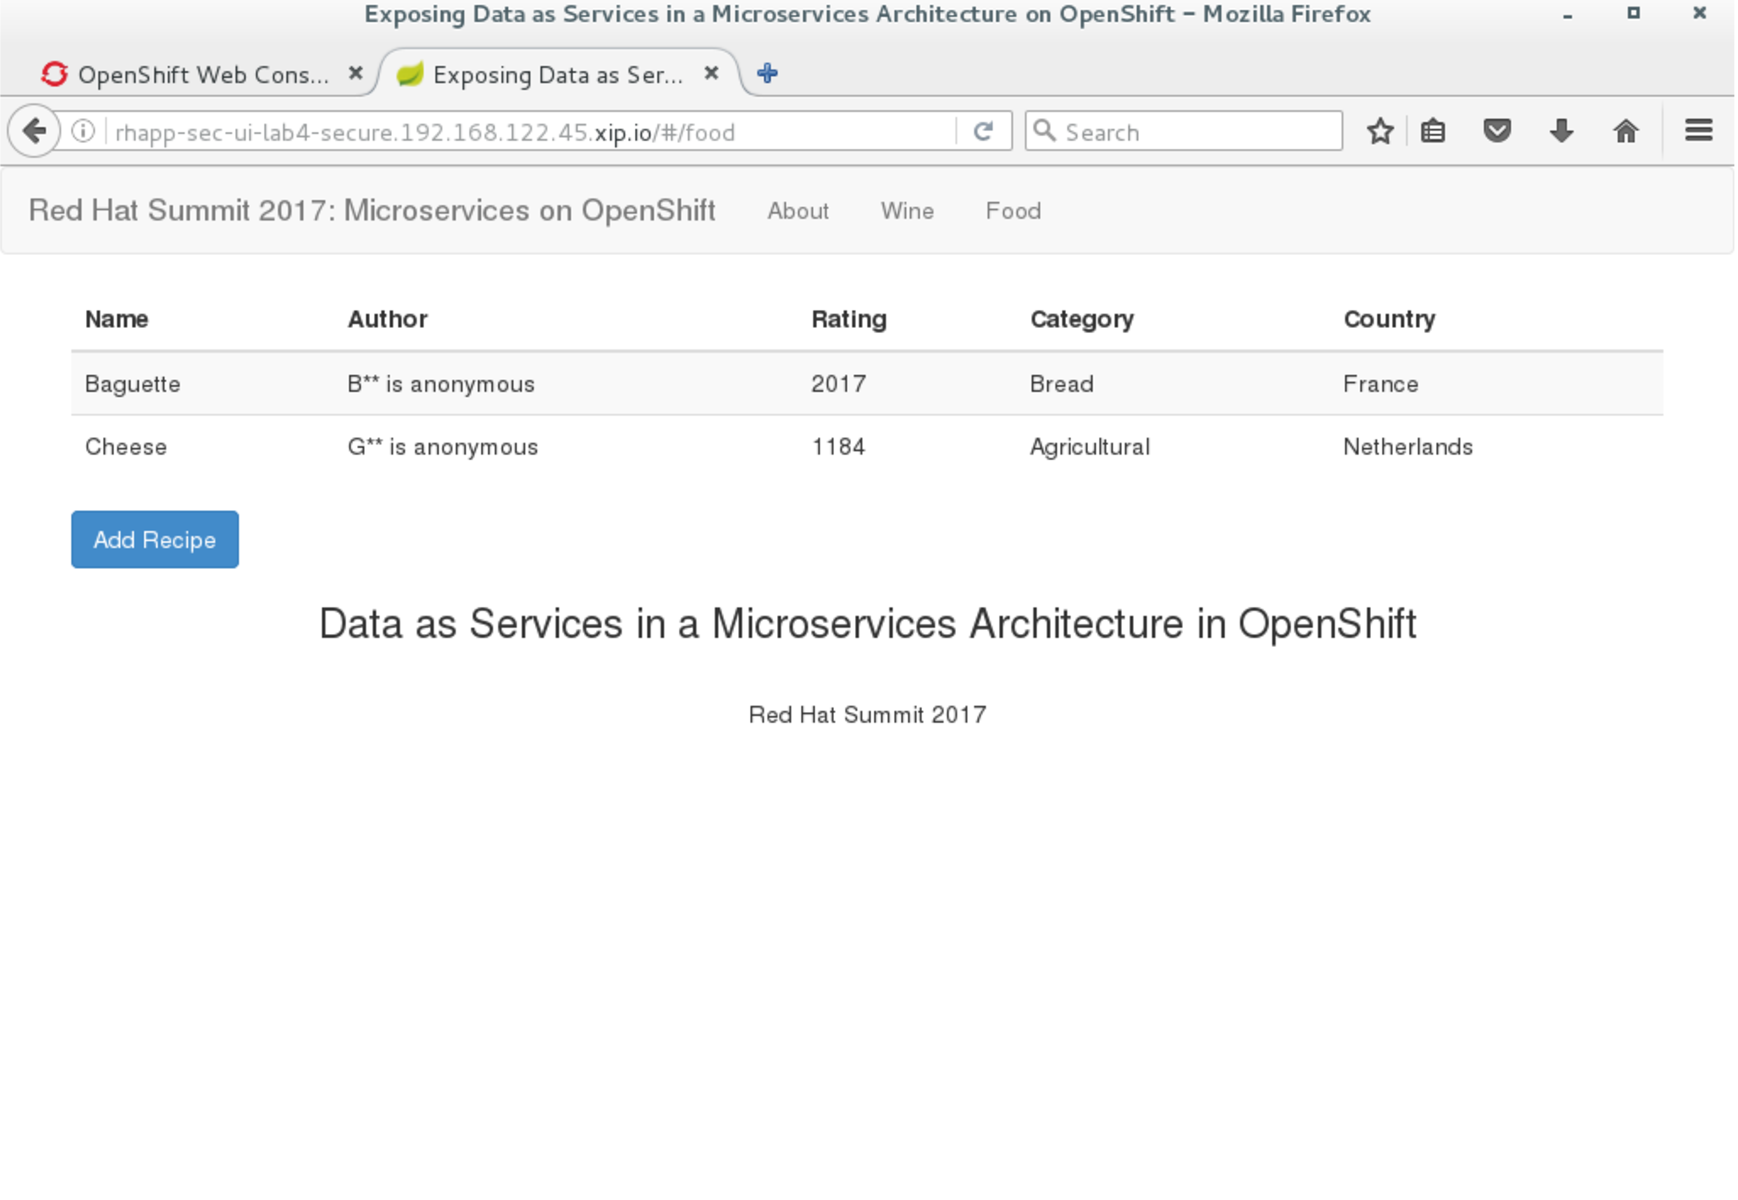 Exposing Data as Services in a Microservices Architecture on OpenShift – Mozilla Firefox
OpenShift Web Cons... Exposing Data as Ser...
rhapp-sec-ui-lab4-secure.192.168.122.45.xip.io/#/food Search
Red Hat Summit 2017: Microservices on OpenShift About Wine Food
Name Author Rating Category Country
Baguette B** is anonymous 2017 Bread France
Cheese G** is anonymous 1184 Agricultural Netherlands
Add Recipe
Data as Services in a Microservices Architecture in OpenShift
Red Hat Summit 2017